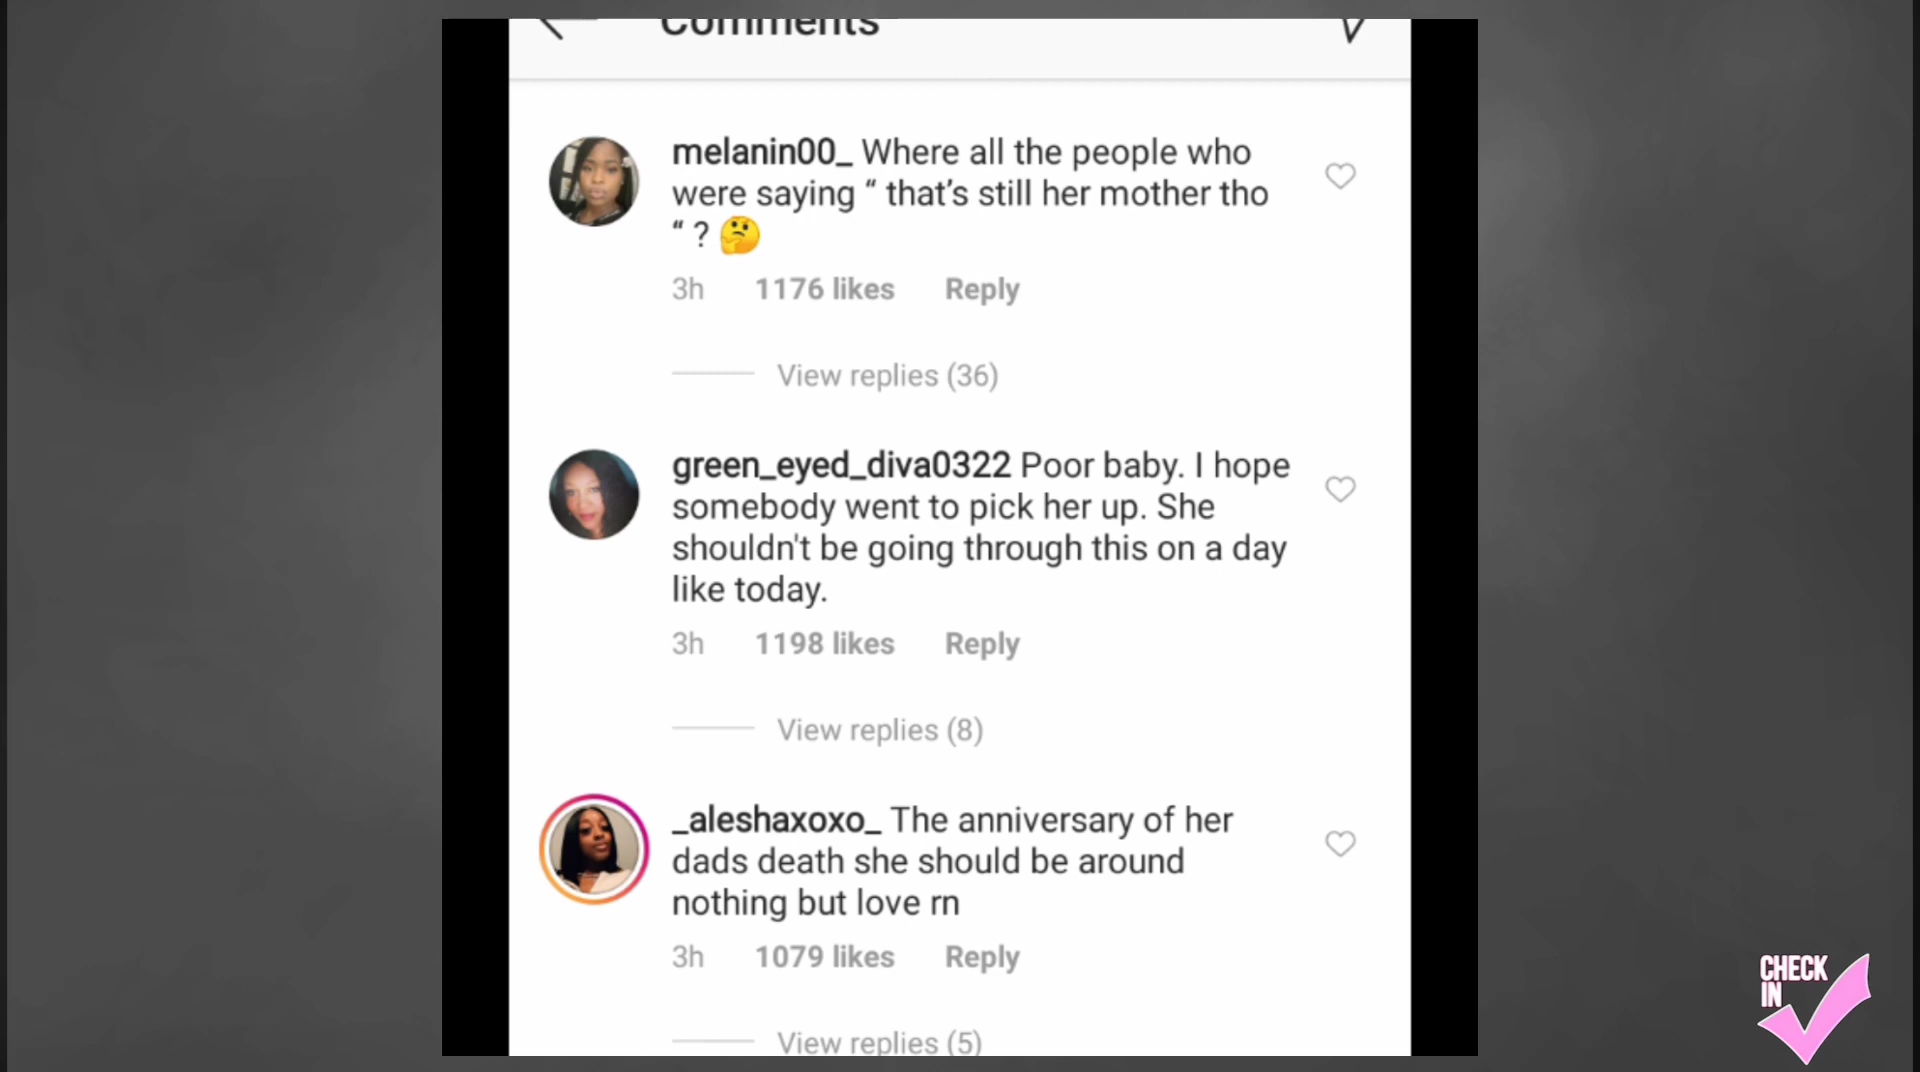 Comments
melanin00_ Where all the people who
were saying “ that’s still her mother tho
“ ? 🤔
3h 1176 likes Reply
View replies (36)
green_eyed_diva0322 Poor baby. I hope
somebody went to pick her up. She
shouldn't be going through this on a day
like today.
3h 1198 likes Reply
View replies (8)
_aleshaxoxo_ The anniversary of her
dads death she should be around
nothing but love rn
3h 1079 likes Reply
View replies (5)
CHECK
IN